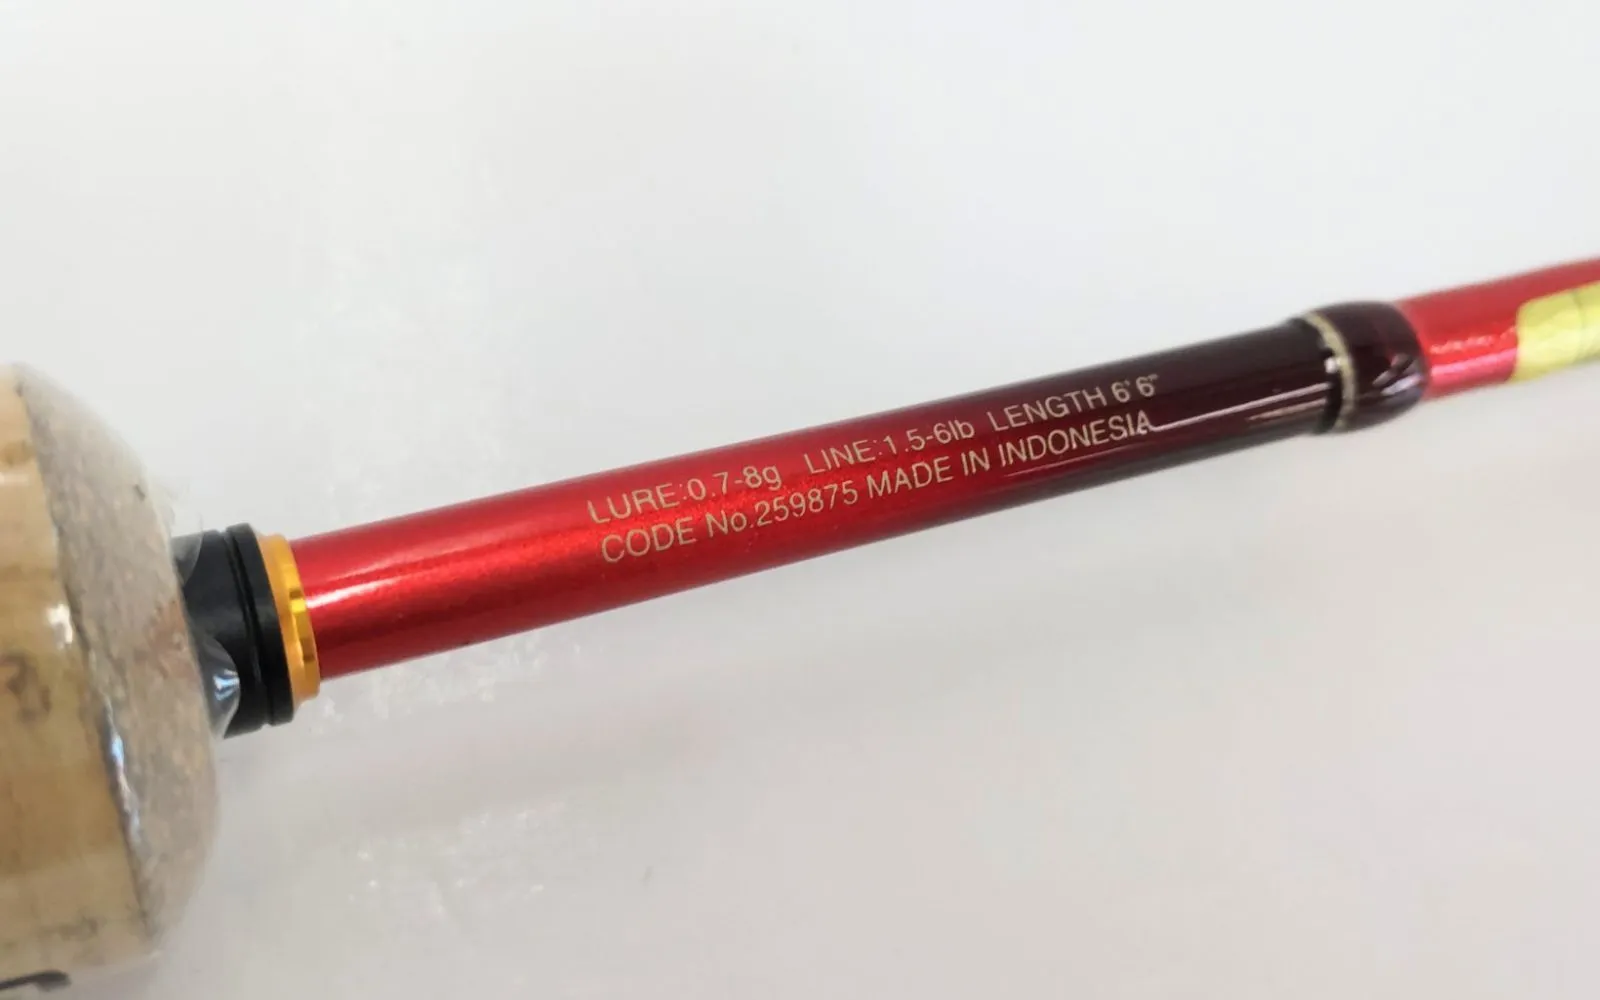 LURE:0.7-8g LINE:1.5-6lb LENGTH 6'6"
CODE No.259875 MADE IN INDONESIA